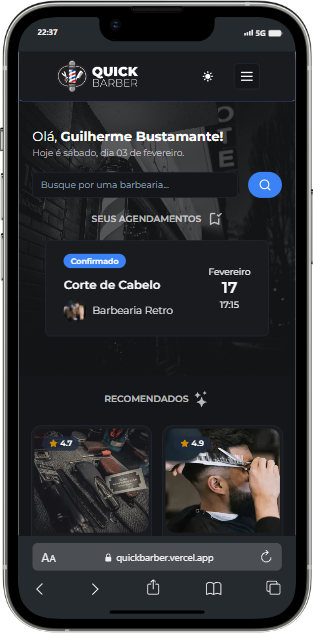 22:37
5G
QUICK
BARBER
Olá, Guilherme Bustamante!
Hoje é sábado, dia 03 de fevereiro.
Busque por uma barbearia...
SEUS AGENDAMENTOS
Confirmado
Corte de Cabelo
Barbearia Retro
Fevereiro
17
17:15
RECOMENDADOS
4.7
4.9
AA
quickbarber.vercel.app